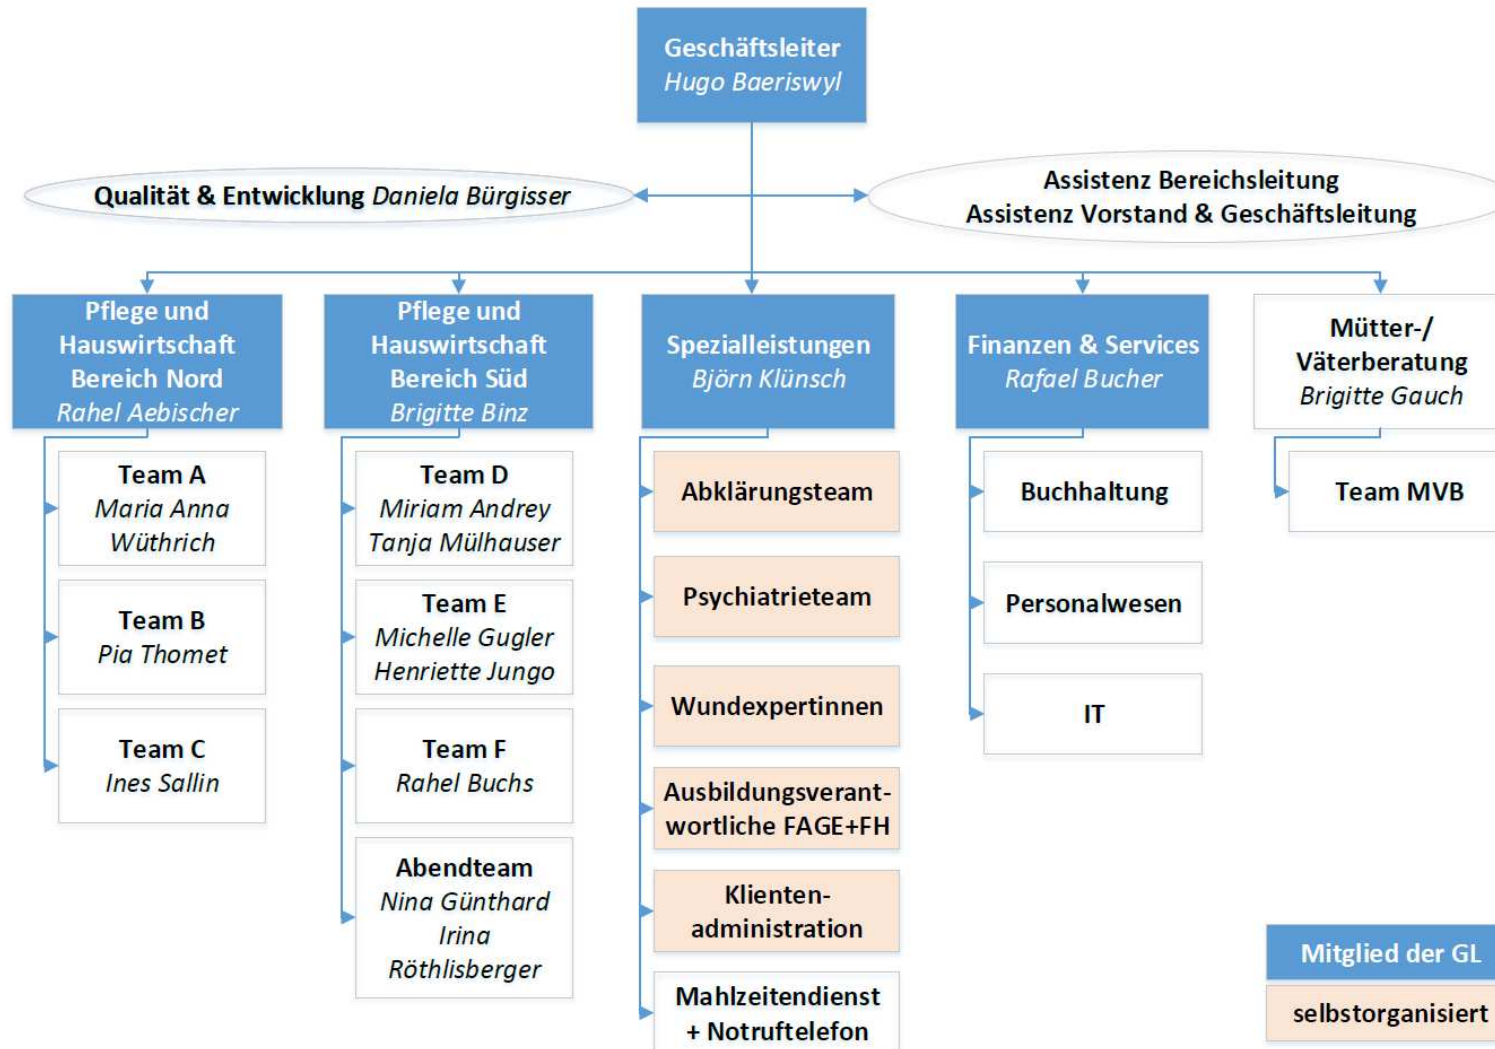 Geschäftsleiter
Hugo Baeriswyl
Qualität & Entwicklung Daniela Bürgisser
Assistenz Bereichsleitung
Assistenz Vorstand & Geschäftsleitung
Pflege und
Hauswirtschaft
Bereich Nord
Rahel Aebischer
Pflege und
Hauswirtschaft
Bereich Süd
Brigitte Binz
Spezialleistungen
Björn Klünsch
Finanzen & Services
Rafael Bucher
Mütter-/
Väterberatung
Brigitte Gauch
Team A
Maria Anna
Wüthrich
Team B
Pia Thomet
Team C
Ines Sallin
Team D
Miriam Andrey
Tanja Mülhauser
Team E
Michelle Gugler
Henriette Jungo
Team F
Rahel Buchs
Abendteam
Nina Günthard
Irina
Röthlisberger
Abklärungsteam
Psychiatrieteam
Wundexpertinnen
Ausbildungsverant-
wortliche FAGE+FH
Klienten-
administration
Mahlzeitendienst
+ Notruftelefon
Buchhaltung
Personalwesen
IT
Team MVB
Mitglied der GL
selbstorganisiert